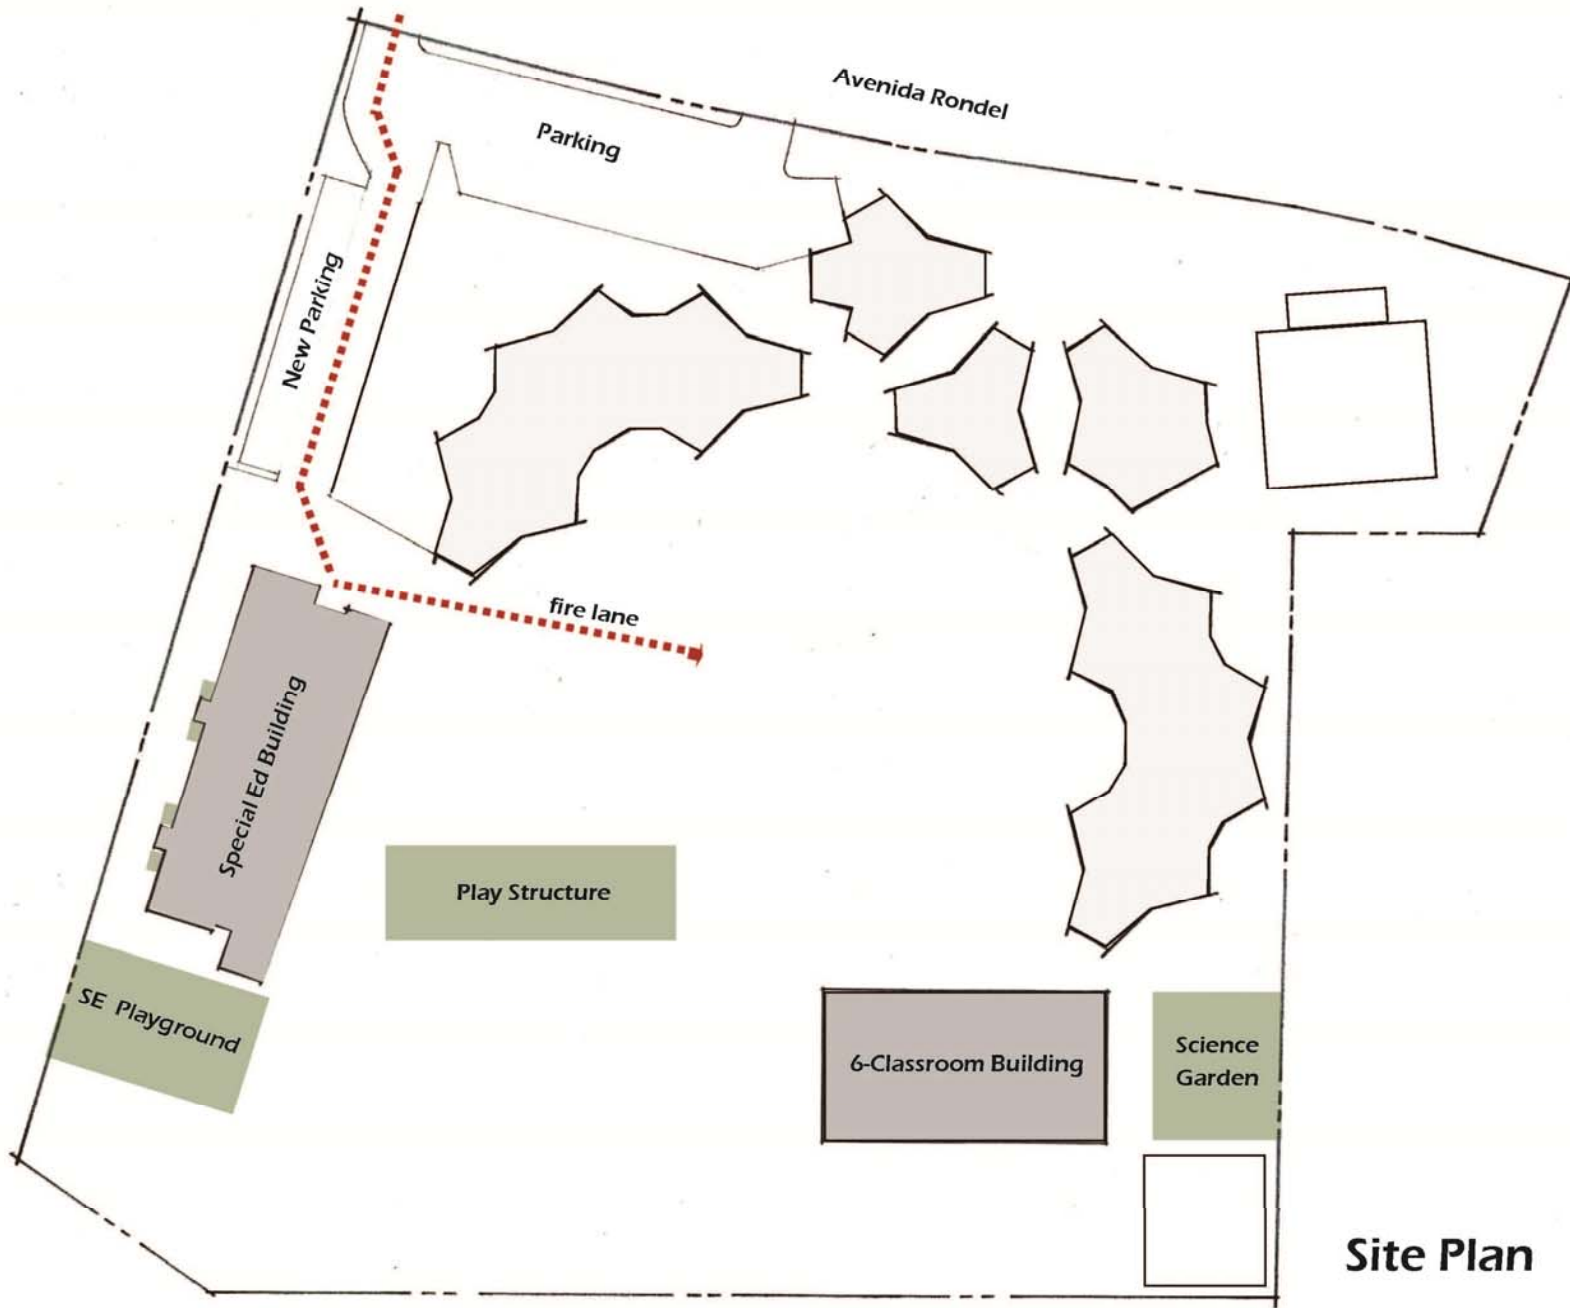 Avenida Rondel
Parking
New Parking
fire lane
Special Ed Building
Play Structure
SE Playground
6-Classroom Building
Science
Garden
Site Plan